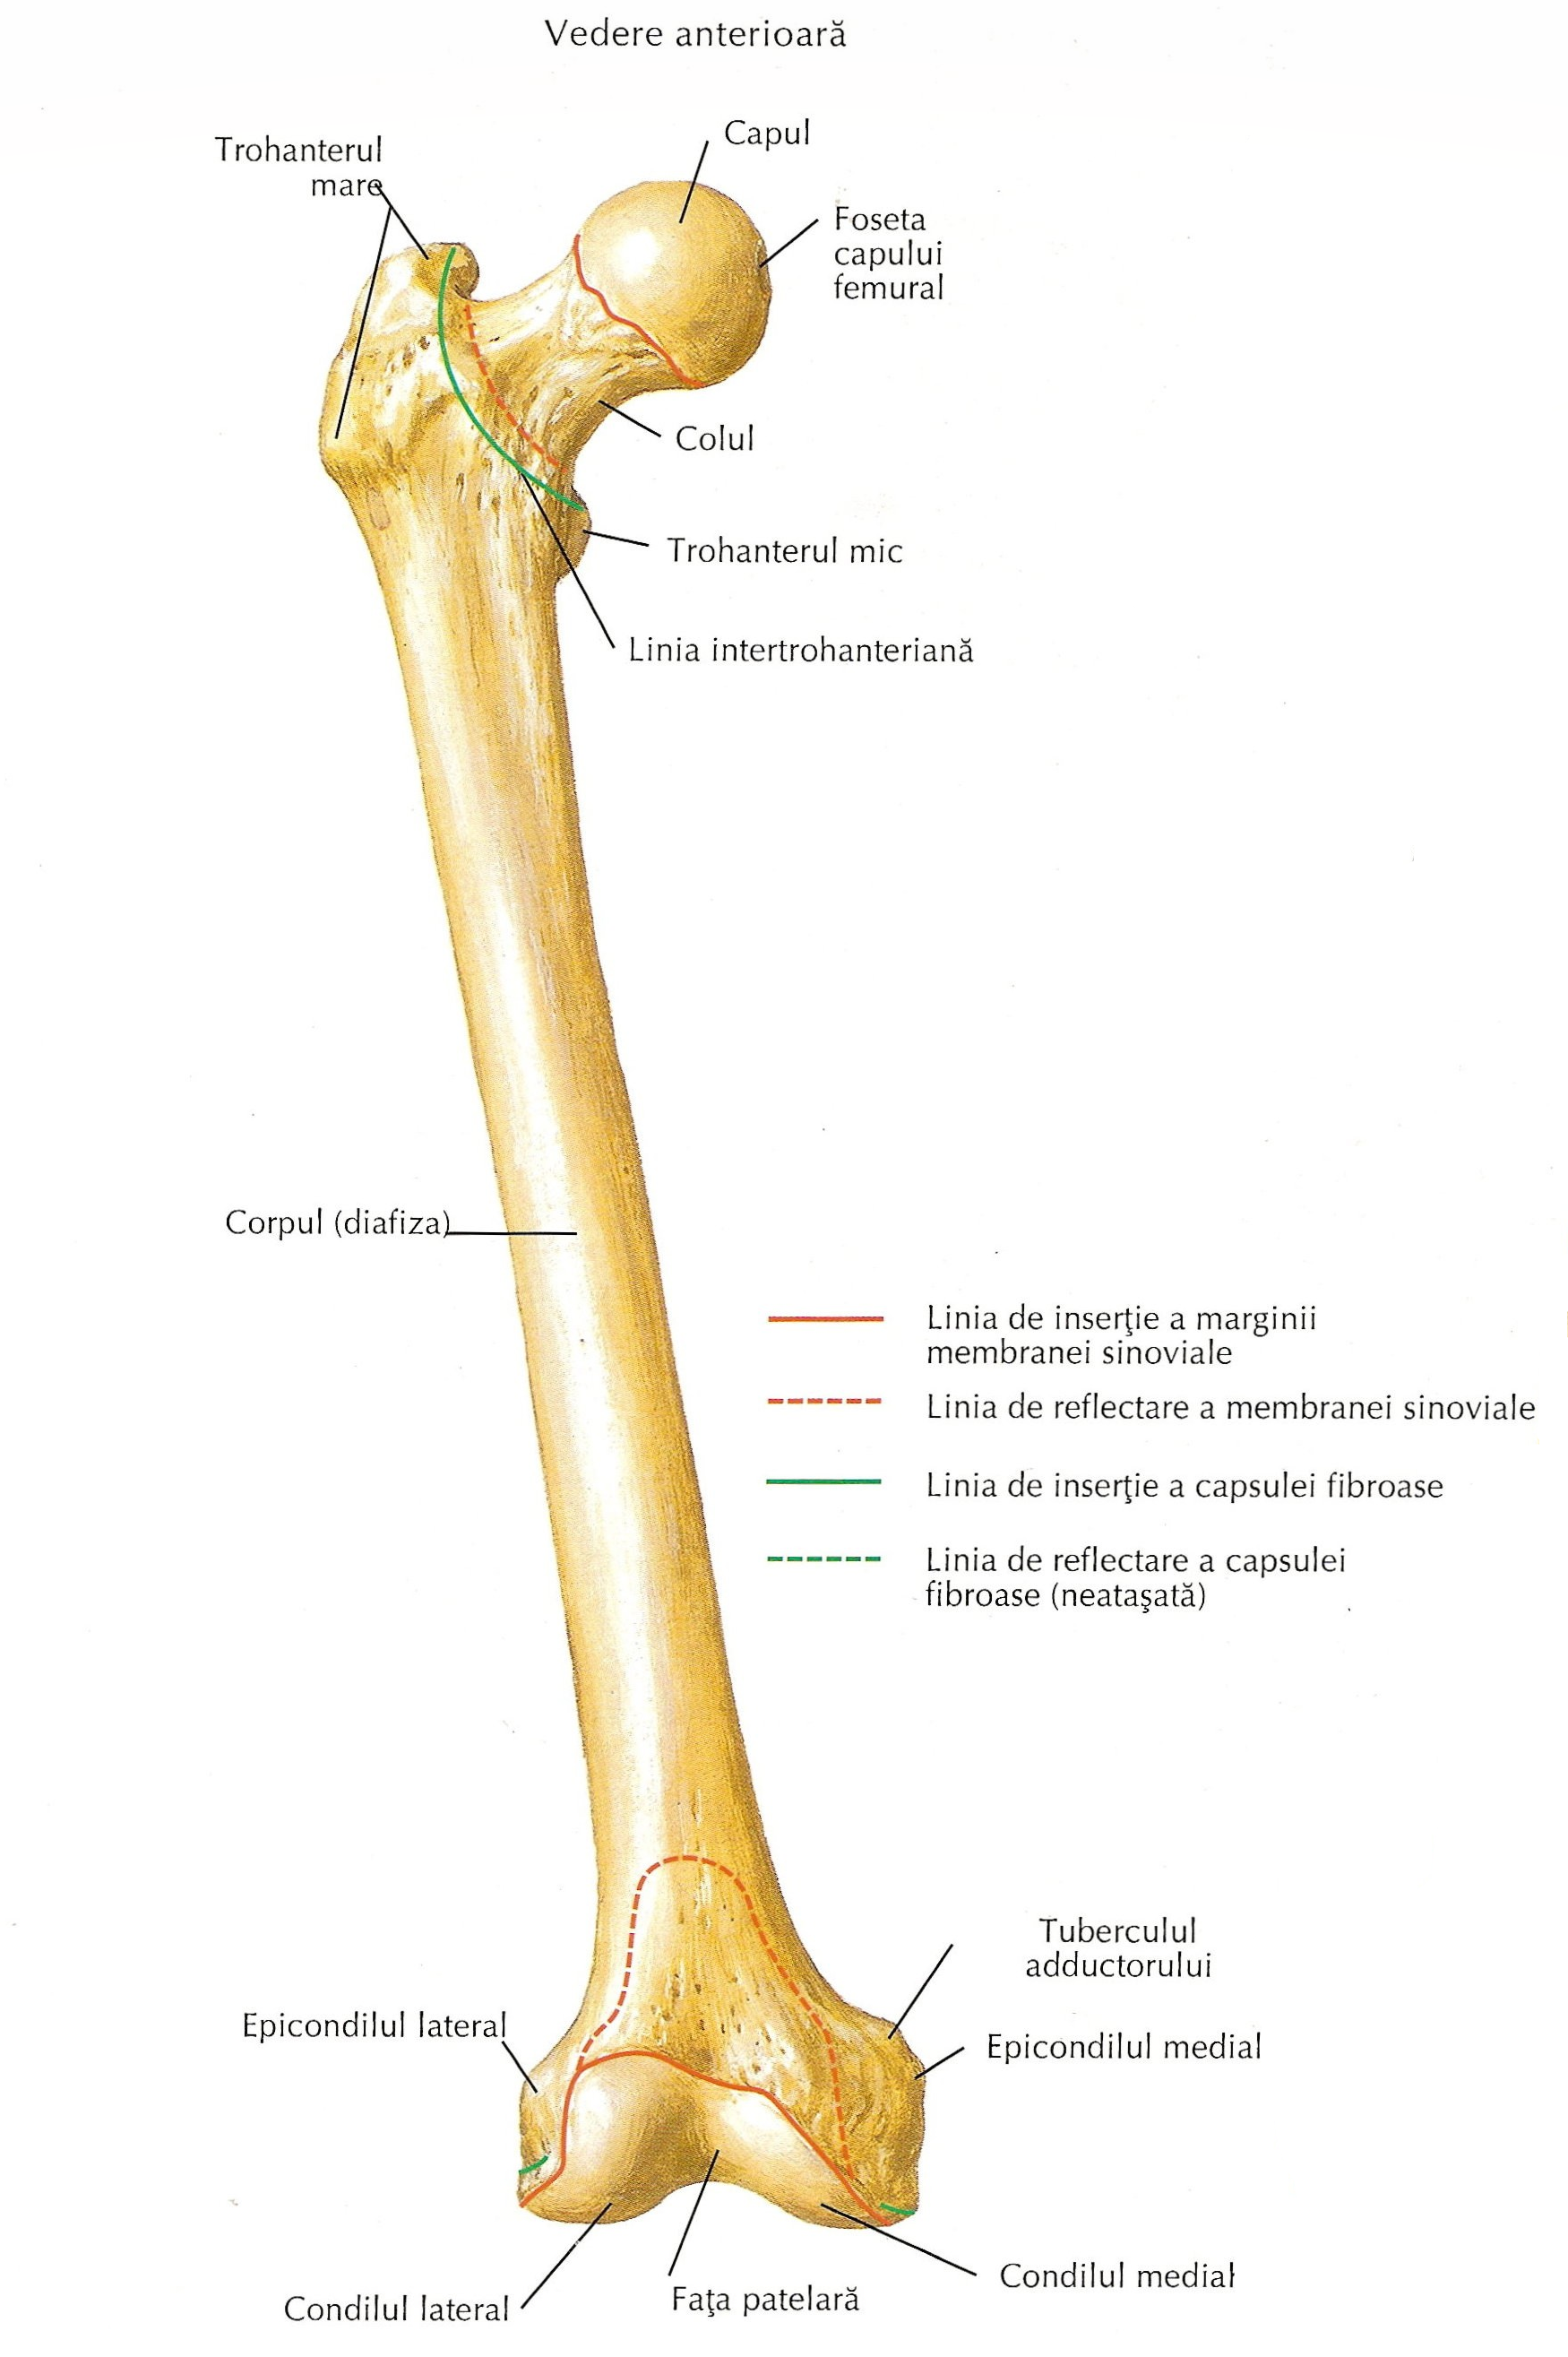 Vedere anterioară
Trohanterul
mare
Capul
Foseta
capului
femural
Colul
Trohanterul mic
Linia intertrohanteriană
Corpul (diafiza)
Linia de inserţie a marginii
membranei sinoviale
Linia de reflectare a membranei sinoviale
Linia de inserţie a capsulei fibroase
Linia de reflectare a capsulei
fibroase (neataşată)
Tuberculul
adductorului
Epicondilul lateral
Epicondilul medial
Condilul medial
Faţa patelară
Condilul lateral